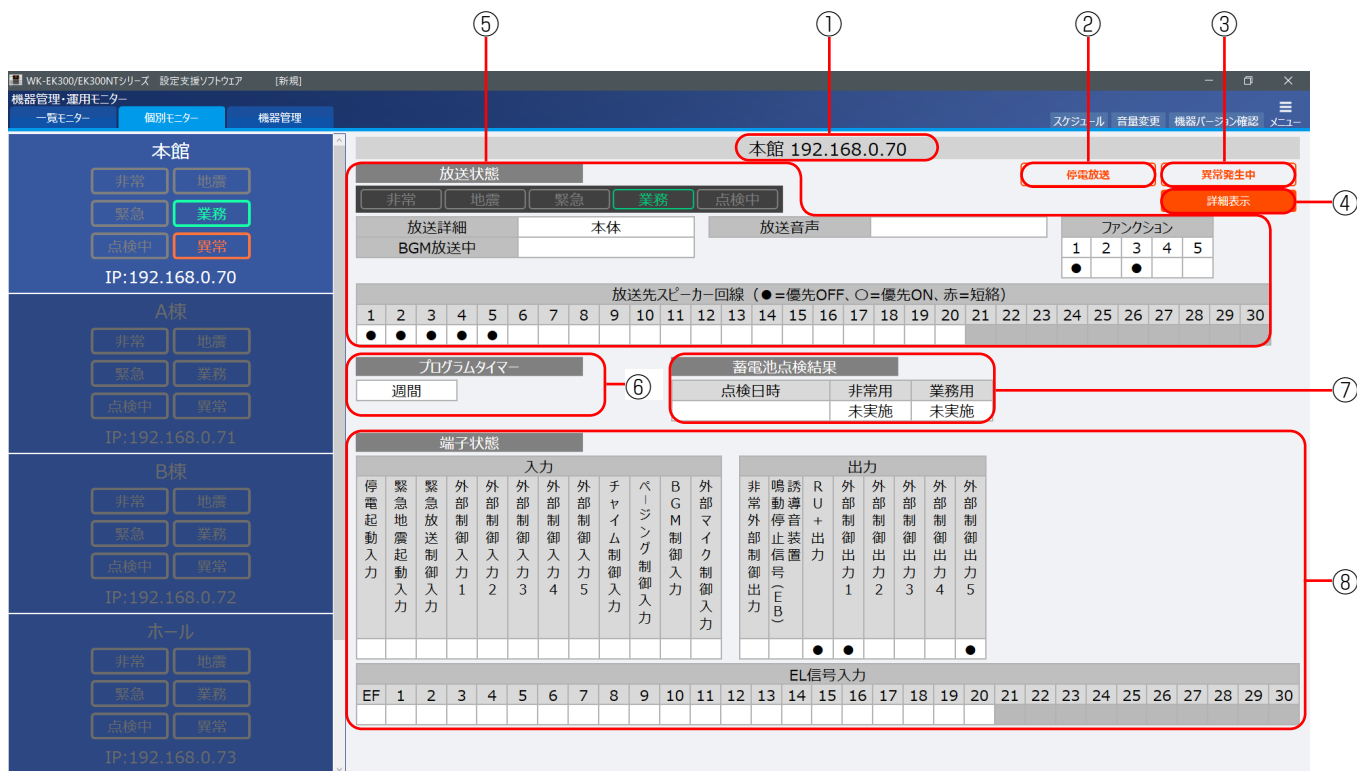 ⑤ ① ② ③
WK-EK300/EK300NTシリーズ 設定支援ソフトウェア [新規]
機器管理・運用モニター
一覧モニター 個別モニター 機器管理
スケジュール 音量変更 機器バージョン確認 メニュー
本館
非常 地震
緊急 業務
点検中 異常
IP:192.168.0.70
A棟
非常 地震
緊急 業務
点検中 異常
IP:192.168.0.71
B棟
非常 地震
緊急 業務
点検中 異常
IP:192.168.0.72
ホール
非常 地震
緊急 業務
点検中 異常
IP:192.168.0.73
本館 192.168.0.70
停電放送 異常発生中
詳細表示 ④
放送状態
非常 地震 緊急 業務 点検中
放送詳細 本体 放送音声
BGM放送中
ファンクション
1 2 3 4 5
● ●
放送先スピーカー回線（●=優先OFF、○=優先ON、赤=短絡）
1 2 3 4 5 6 7 8 9 10 11 12 13 14 15 16 17 18 19 20 21 22 23 24 25 26 27 28 29 30
● ● ● ● ●
プログラムタイマー
週間
⑥
蓄電池点検結果
点検日時 非常用 業務用
未実施 未実施
⑦
端子状態
入力
停電起動入力
緊急地震起動入力
緊急放送制御入力
外部制御入力1
外部制御入力2
外部制御入力3
外部制御入力4
外部制御入力5
チャイム制御入力
ページング制御入力
BGM制御入力
外部マイク制御入力
出力
非常外部制御出力
誘導音装置
鳴動停止信号（EB）
RU+出力
外部制御出力1
外部制御出力2
外部制御出力3
外部制御出力4
外部制御出力5
● ● ●
⑧
EL信号入力
EF 1 2 3 4 5 6 7 8 9 10 11 12 13 14 15 16 17 18 19 20 21 22 23 24 25 26 27 28 29 30